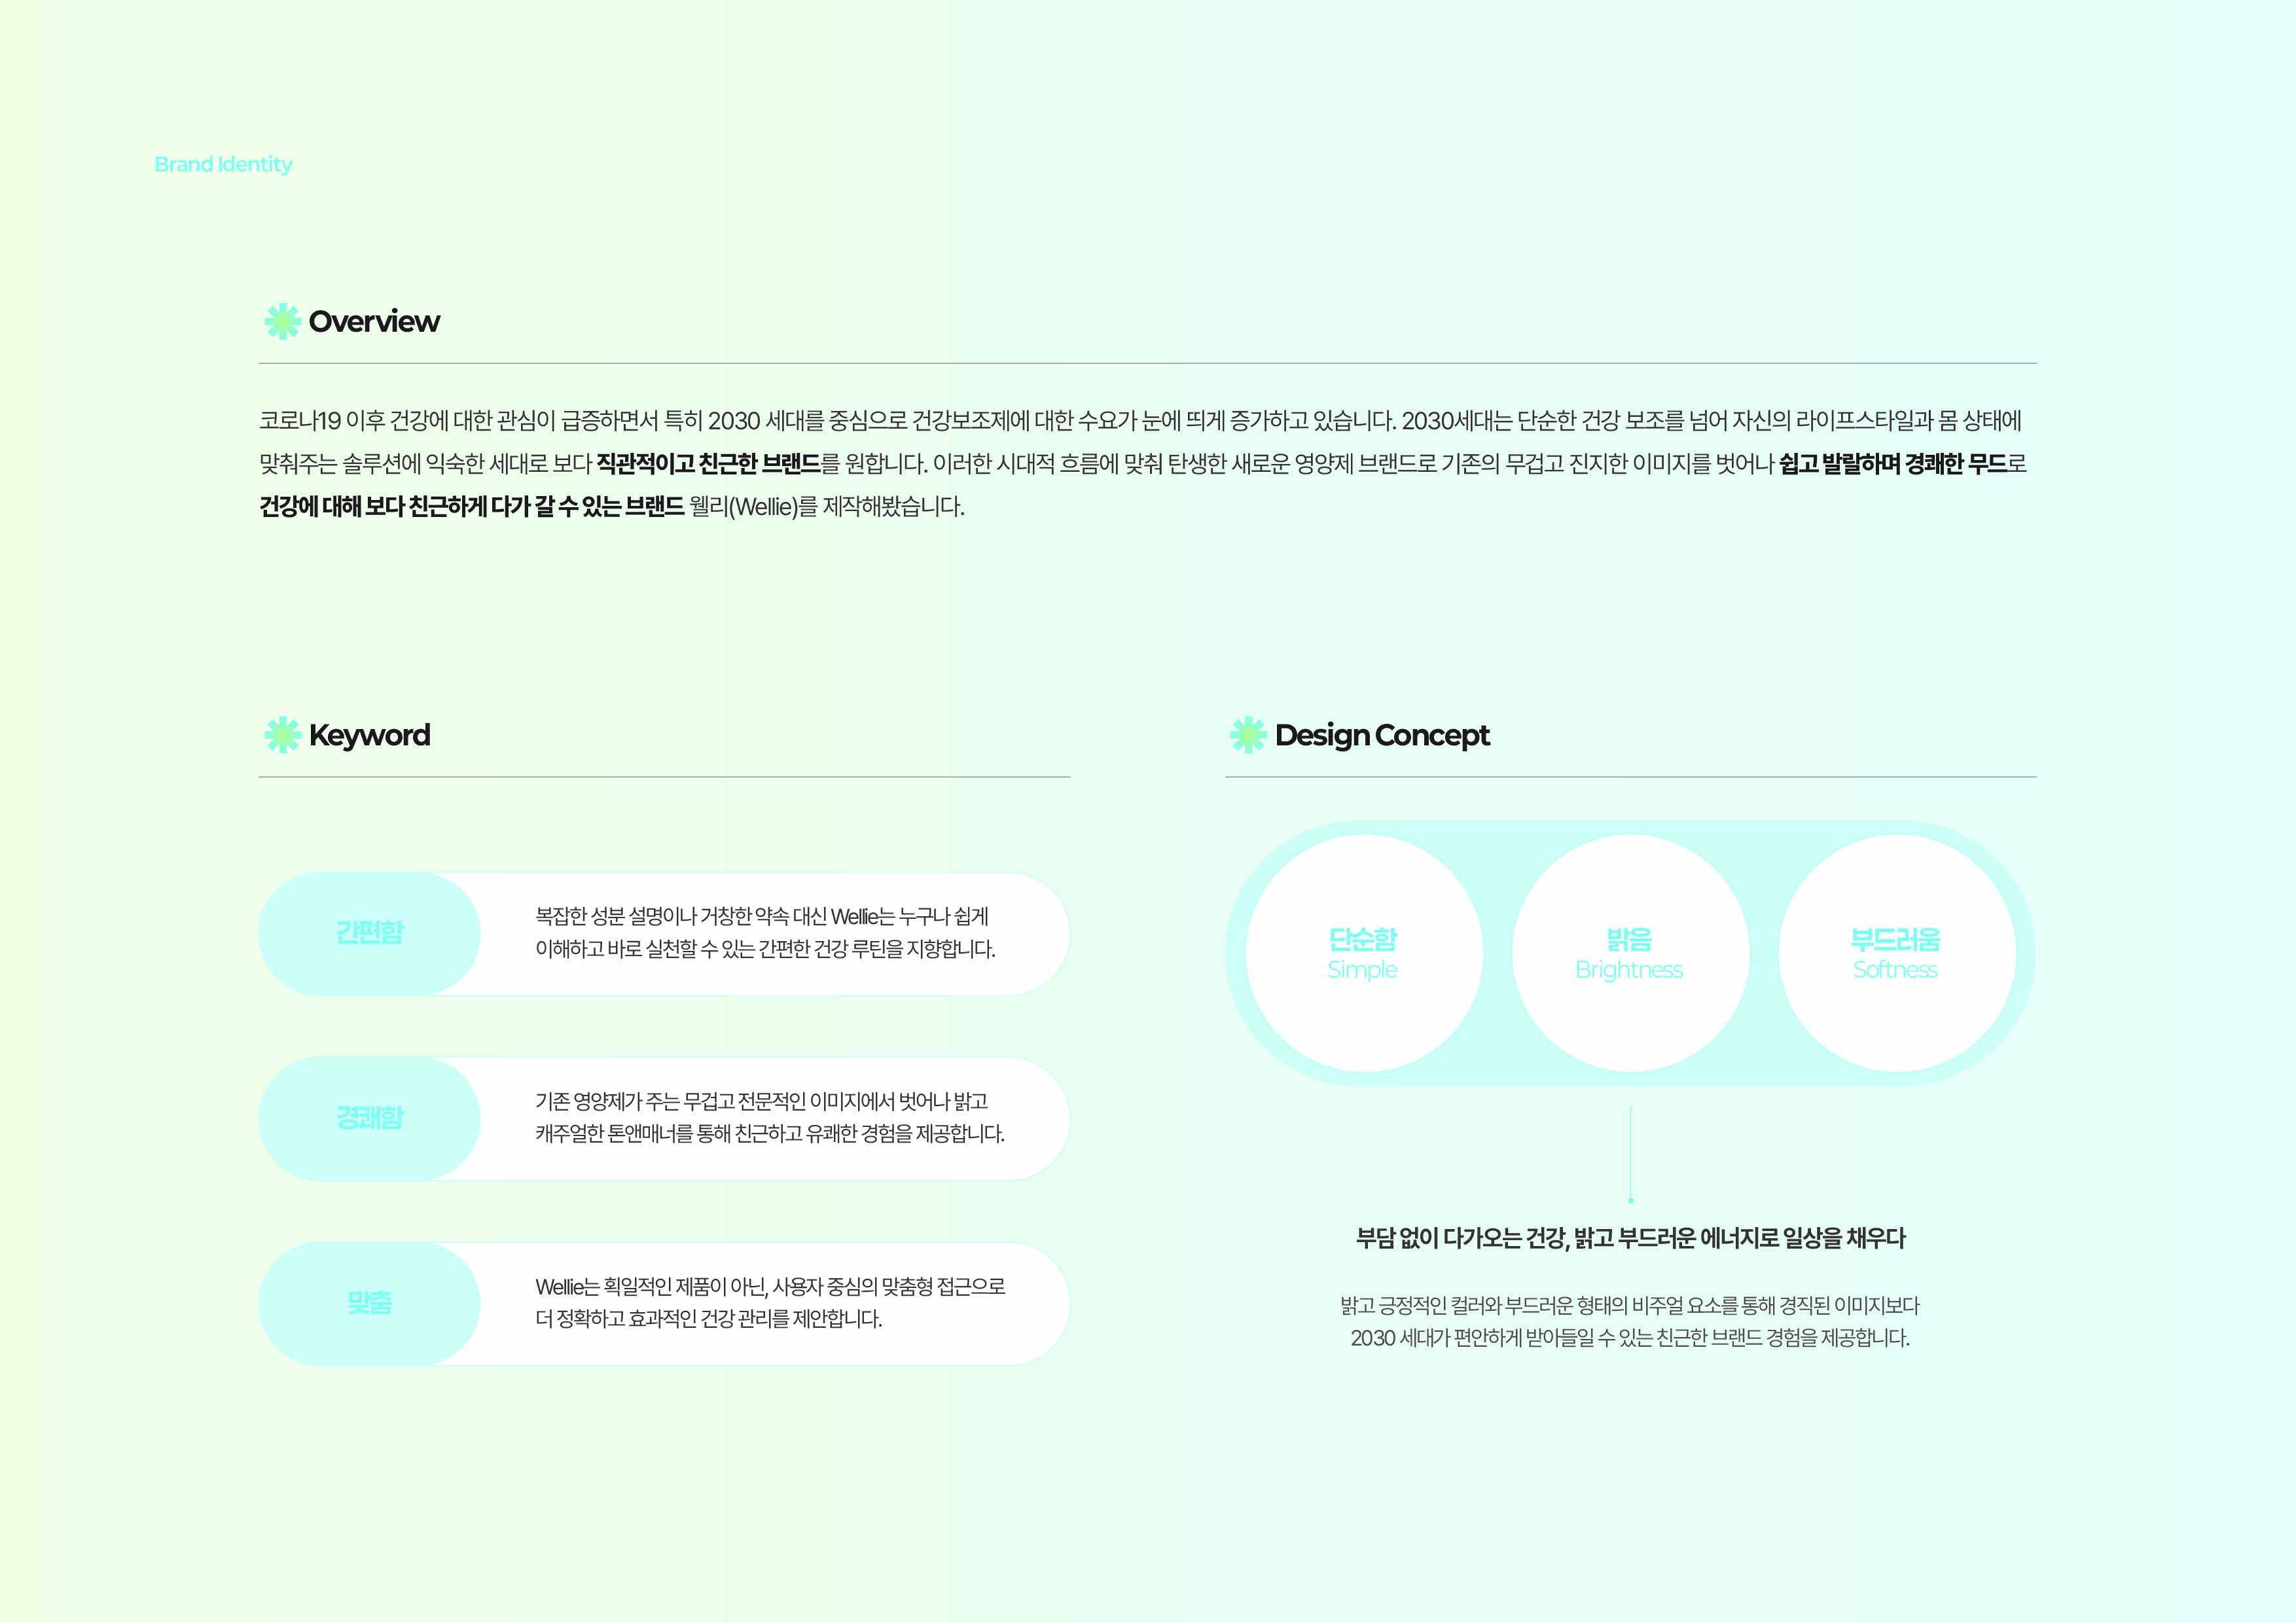 Brand Identity
Overview
코로나19 이후 건강에 대한 관심이 급증하면서 특히 2030 세대를 중심으로 건강보조제에 대한 수요가 눈에 띄게 증가하고 있습니다. 2030세대는 단순한 건강 보조를 넘어 자신의 라이프스타일과 몸 상태에
맞춰주는 솔루션에 익숙한 세대로 보다 직관적이고 친근한 브랜드를 원합니다. 이러한 시대적 흐름에 맞춰 탄생한 새로운 영양제 브랜드로 기존의 무겁고 진지한 이미지를 벗어나 쉽고 발랄하며 경쾌한 무드로
건강에 대해 보다 친근하게 다가 갈 수 있는 브랜드 웰리(Wellie)를 제작해봤습니다.
Keyword
간편함
복잡한 성분 설명이나 거창한 약속 대신 Wellie는 누구나 쉽게
이해하고 바로 실천할 수 있는 간편한 건강 루틴을 지향합니다.
경쾌함
기존 영양제가 주는 무겁고 전문적인 이미지에서 벗어나 밝고
캐주얼한 톤앤매너를 통해 친근하고 유쾌한 경험을 제공합니다.
맞춤
Wellie는 획일적인 제품이 아닌, 사용자 중심의 맞춤형 접근으로
더 정확하고 효과적인 건강 관리를 제안합니다.
Design Concept
단순함
Simple
밝음
Brightness
부드러움
Softness
부담 없이 다가오는 건강, 밝고 부드러운 에너지로 일상을 채우다
밝고 긍정적인 컬러와 부드러운 형태의 비주얼 요소를 통해 경직된 이미지보다
2030 세대가 편안하게 받아들일 수 있는 친근한 브랜드 경험을 제공합니다.